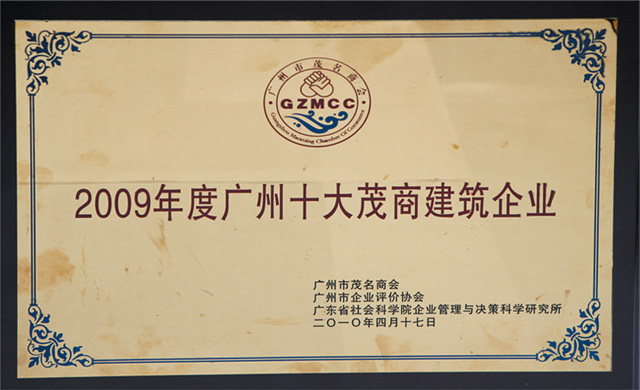 广州市茂名商会
GZMCC
Guangzhou Maoming Chamber Of Commerce
2009年度广州十大茂商建筑企业
广州市茂名商会
广州市企业评价协会
广东省社会科学院企业管理与决策科学研究所
二〇一〇年四月十七日